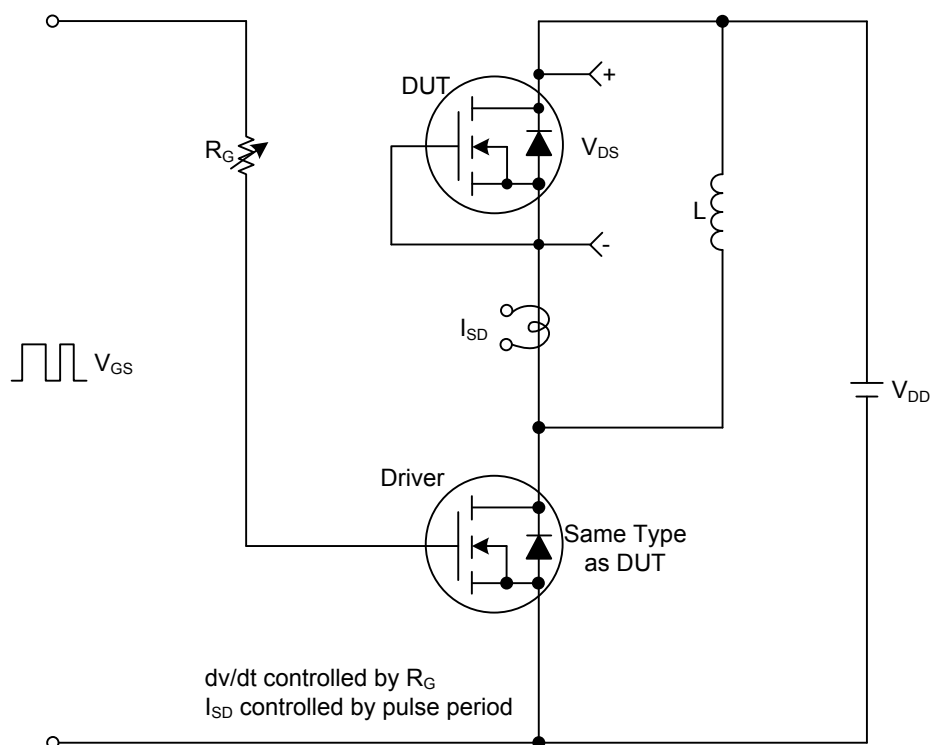 DUT
+
R_G
V_DS
-
L
I_SD
V_GS
V_DD
Driver
Same Type
as DUT
dv/dt controlled by R_G
I_SD controlled by pulse period